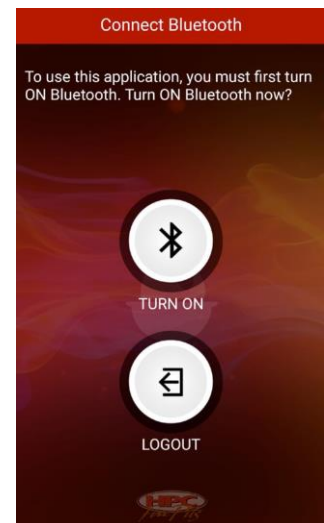 Connect Bluetooth
To use this application, you must first turn
ON Bluetooth. Turn ON Bluetooth now?
TURN ON
LOGOUT
HPC